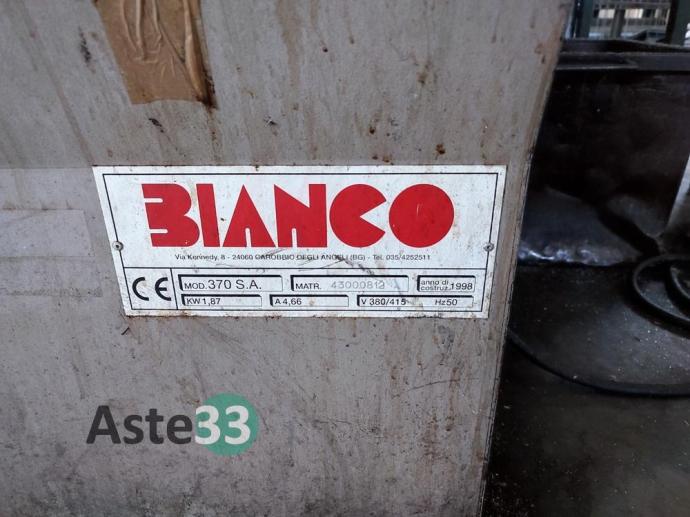 BIANCO
Via Kennedy, 8 - 24060 CAROBBIO DEGLI ANGELI (BG) - Tel. 035/4252511
CE MOD. 370 S.A. MATR. 43000812 anno di costruz. 1998
KW 1,87 A 4,66 V 380/415 Hz 50
Aste33